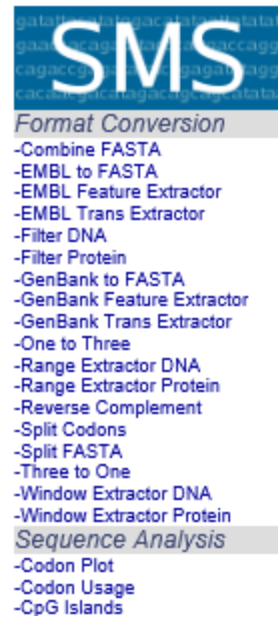 SMS
Format Conversion
-Combine FASTA
-EMBL to FASTA
-EMBL Feature Extractor
-EMBL Trans Extractor
-Filter DNA
-Filter Protein
-GenBank to FASTA
-GenBank Feature Extractor
-GenBank Trans Extractor
-One to Three
-Range Extractor DNA
-Range Extractor Protein
-Reverse Complement
-Split Codons
-Split FASTA
-Three to One
-Window Extractor DNA
-Window Extractor Protein
Sequence Analysis
-Codon Plot
-Codon Usage
-CpG Islands